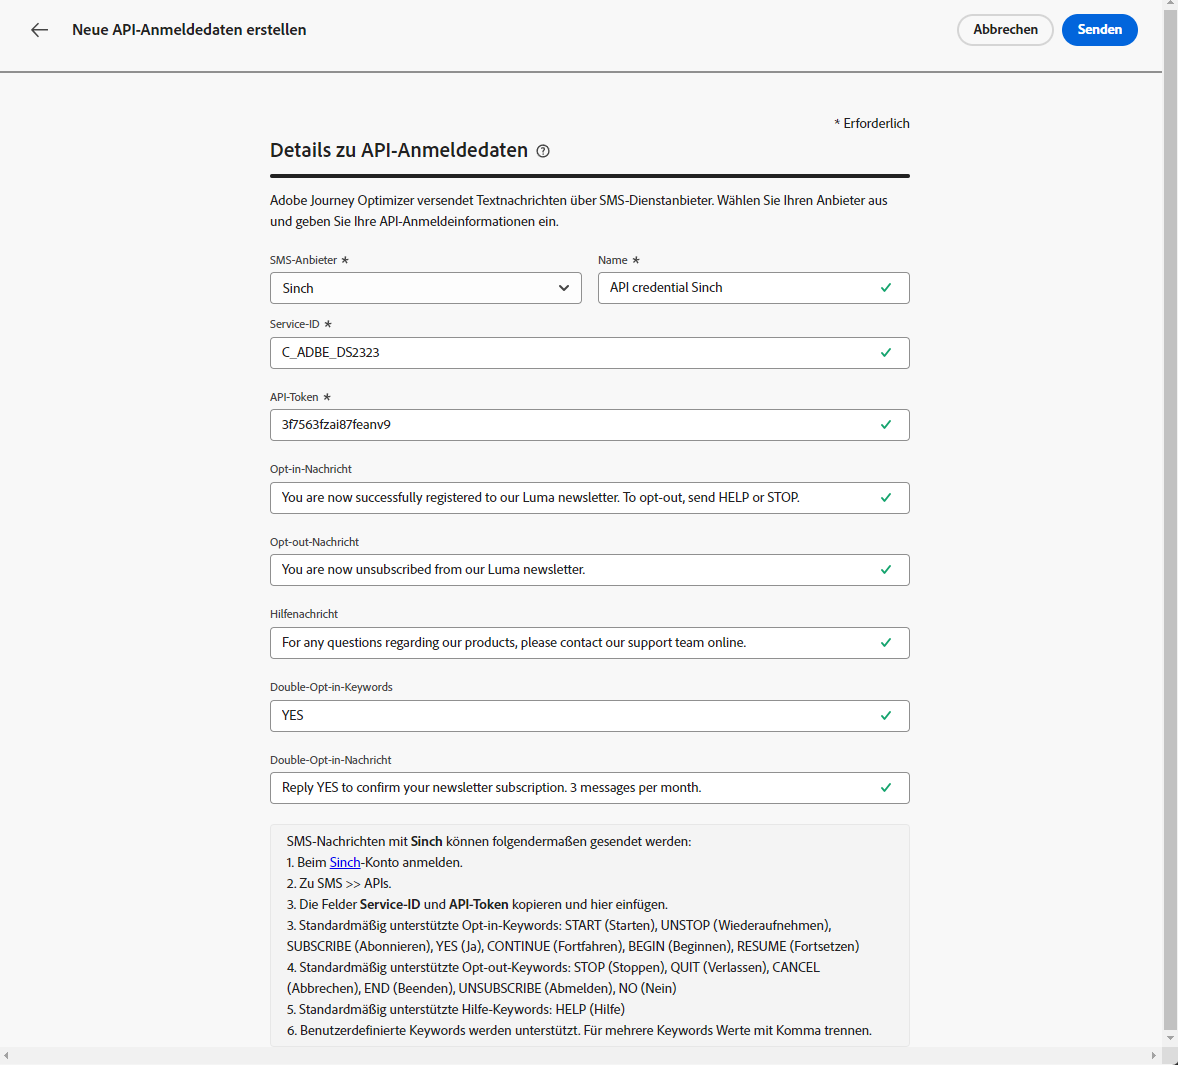 Neue API-Anmeldedaten erstellen
Abbrechen
Senden
* Erforderlich
Details zu API-Anmeldedaten
Adobe Journey Optimizer versendet Textnachrichten über SMS-Dienstanbieter. Wählen Sie Ihren Anbieter aus
und geben Sie Ihre API-Anmeldeinformationen ein.
SMS-Anbieter *
Name *
Sinch
API credential Sinch
Service-ID *
C_ADBE_DS2323
API-Token *
3f7563fzai87feanv9
Opt-in-Nachricht
You are now successfully registered to our Luma newsletter. To opt-out, send HELP or STOP.
Opt-out-Nachricht
You are now unsubscribed from our Luma newsletter.
Hilfenachricht
For any questions regarding our products, please contact our support team online.
Double-Opt-in-Keywords
YES
Double-Opt-in-Nachricht
Reply YES to confirm your newsletter subscription. 3 messages per month.
SMS-Nachrichten mit Sinch können folgendermaßen gesendet werden:
1. Beim Sinch-Konto anmelden.
2. Zu SMS >> APIs.
3. Die Felder Service-ID und API-Token kopieren und hier einfügen.
3. Standardmäßig unterstützte Opt-in-Keywords: START (Starten), UNSTOP (Wiederaufnehmen),
SUBSCRIBE (Abonnieren), YES (Ja), CONTINUE (Fortfahren), BEGIN (Beginnen), RESUME (Fortsetzen)
4. Standardmäßig unterstützte Opt-out-Keywords: STOP (Stoppen), QUIT (Verlassen), CANCEL
(Abbrechen), END (Beenden), UNSUBSCRIBE (Abmelden), NO (Nein)
5. Standardmäßig unterstützte Hilfe-Keywords: HELP (Hilfe)
6. Benutzerdefinierte Keywords werden unterstützt. Für mehrere Keywords Werte mit Komma trennen.